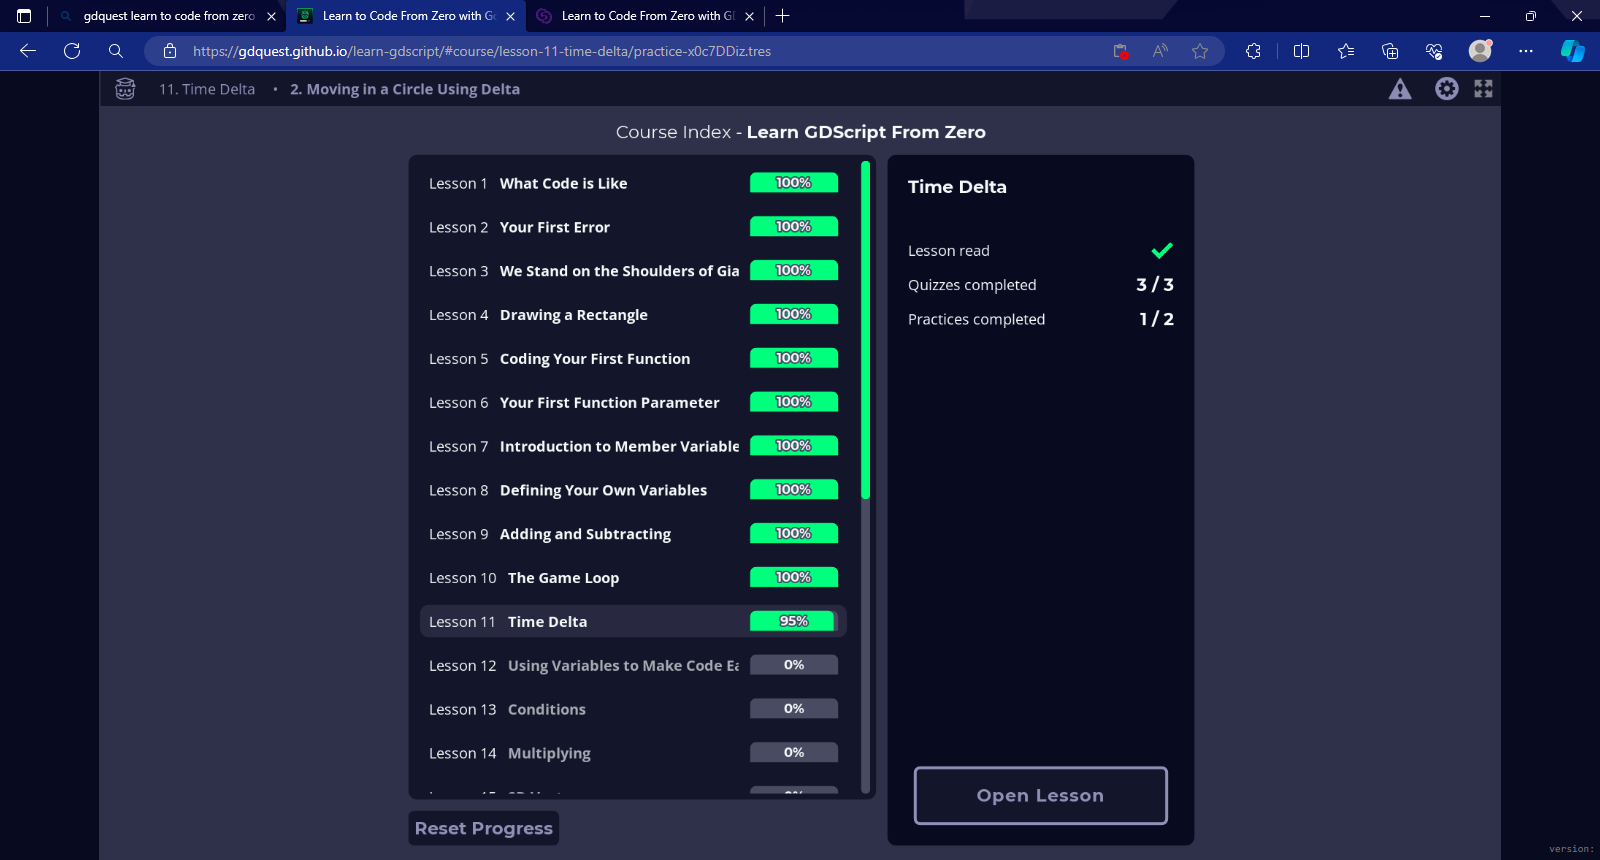 gdquest learn to code from zero
Learn to Code From Zero with Go
Learn to Code From Zero with GD
https://gdquest.github.io/learn-gdscript/#course/lesson-11-time-delta/practice-x0c7DDiz.tres
11. Time Delta • 2. Moving in a Circle Using Delta
Course Index - Learn GDScript From Zero
Lesson 1 What Code is Like 100%
Lesson 2 Your First Error 100%
Lesson 3 We Stand on the Shoulders of Gia 100%
Lesson 4 Drawing a Rectangle 100%
Lesson 5 Coding Your First Function 100%
Lesson 6 Your First Function Parameter 100%
Lesson 7 Introduction to Member Variable 100%
Lesson 8 Defining Your Own Variables 100%
Lesson 9 Adding and Subtracting 100%
Lesson 10 The Game Loop 100%
Lesson 11 Time Delta 95%
Lesson 12 Using Variables to Make Code Ea 0%
Lesson 13 Conditions 0%
Lesson 14 Multiplying 0%
Reset Progress
Time Delta
Lesson read
Quizzes completed 3 / 3
Practices completed 1 / 2
Open Lesson
version: